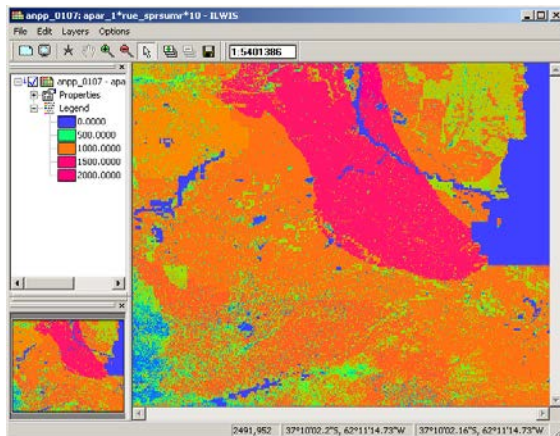 anpp_0107: apar_1*rue_sprsumr*10 - ILWIS
File Edit Layers Options
1:5401386
anpp_0107 - apa
Properties
Legend
0.0000
500.0000
1000.0000
1500.0000
2000.0000
2491,952 37°10'02.2"S, 62°11'14.73"W 37°10'02.16"S, 62°11'14.73"W